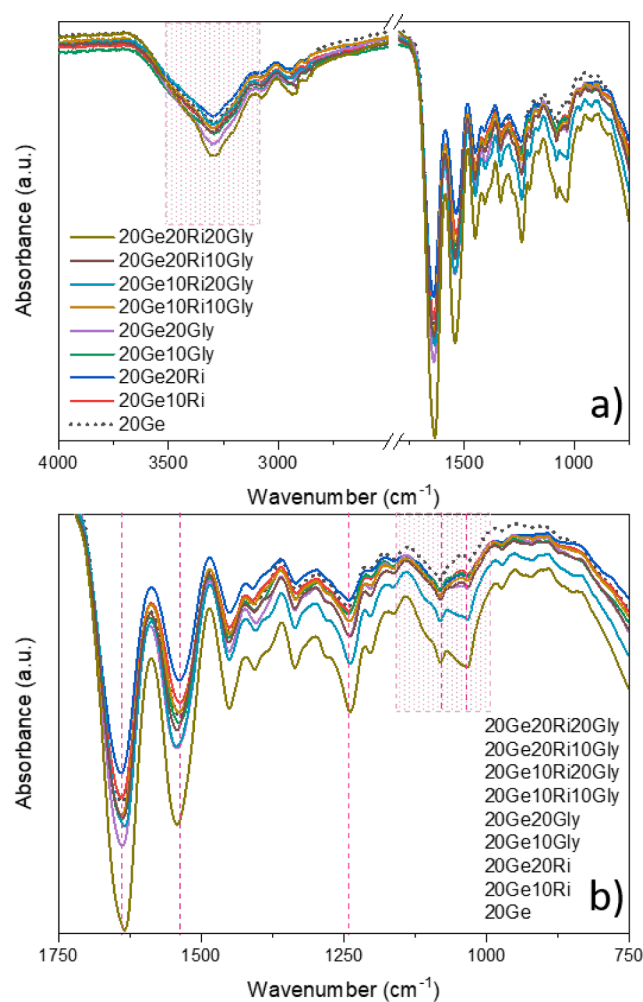 Absorbance (a.u.)
20Ge20Ri20Gly
20Ge20Ri10Gly
20Ge10Ri20Gly
20Ge10Ri10Gly
20Ge20Gly
20Ge10Gly
20Ge20Ri
20Ge10Ri
20Ge
a)
4000 3500 3000 1500 1000
Wavenumber (cm⁻¹)
Absorbance (a.u.)
20Ge20Ri20Gly
20Ge20Ri10Gly
20Ge10Ri20Gly
20Ge10Ri10Gly
20Ge20Gly
20Ge10Gly
20Ge20Ri
20Ge10Ri
20Ge
b)
1750 1500 1250 1000 750
Wavenumber (cm⁻¹)